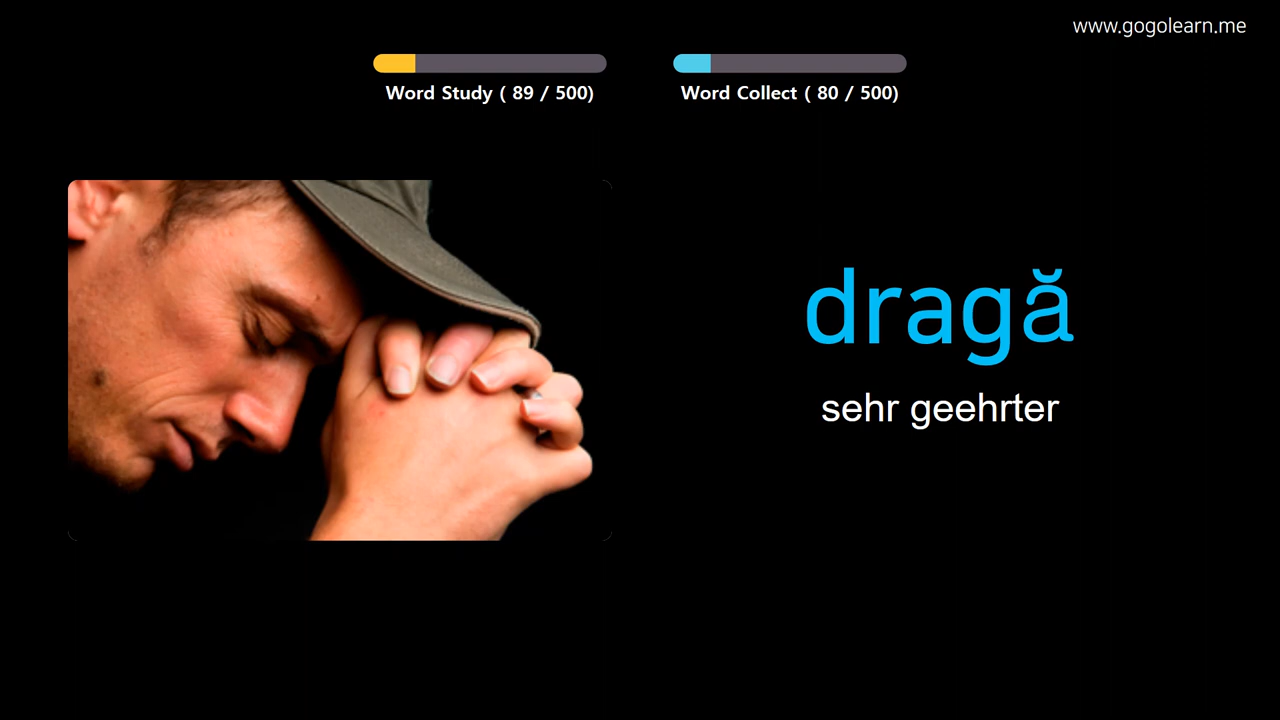 www.gogolearn.me
Word Study ( 89 / 500)
Word Collect ( 80 / 500)
dragă
sehr geehrter